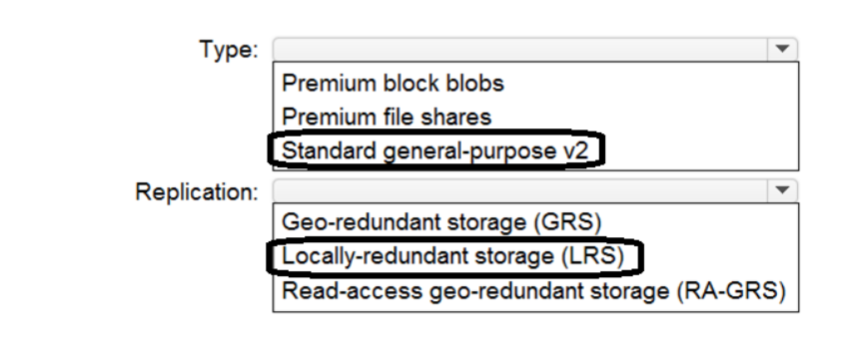 Type:
Premium block blobs
Premium file shares
Standard general-purpose v2
Replication:
Geo-redundant storage (GRS)
Locally-redundant storage (LRS)
Read-access geo-redundant storage (RA-GRS)